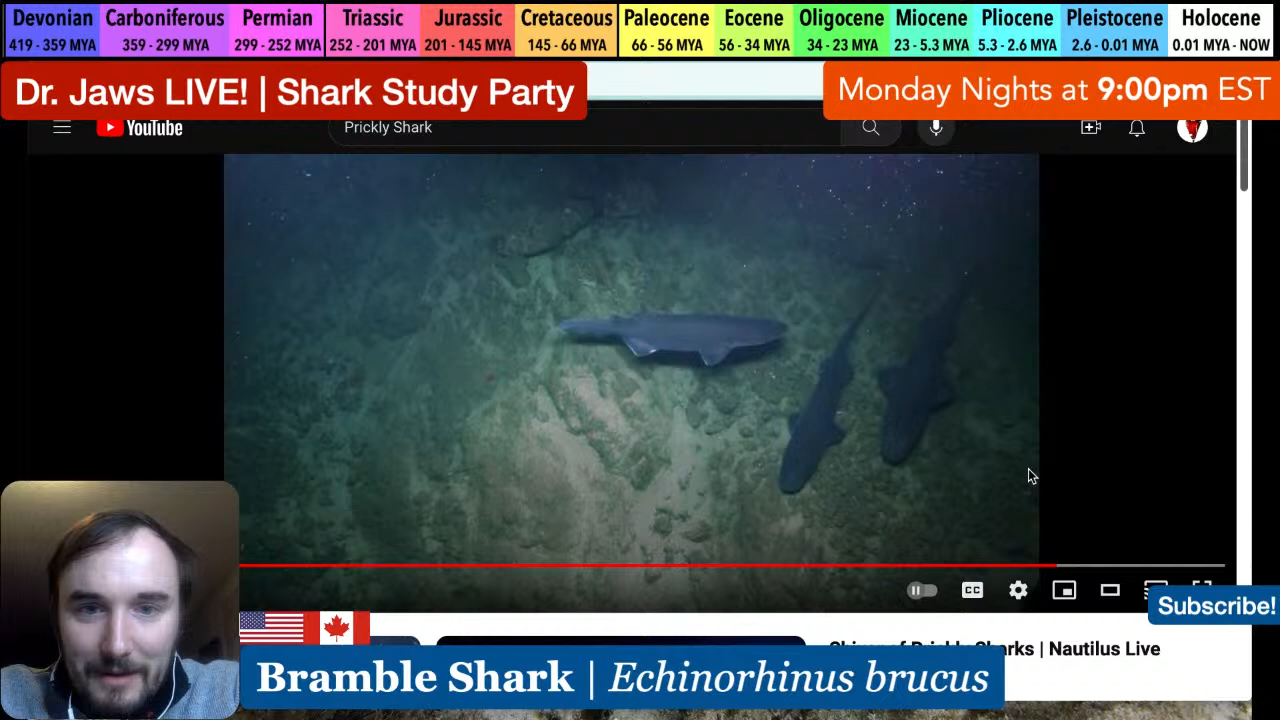 Devonian Carboniferous Permian Triassic Jurassic Cretaceous Paleocene Eocene Oligocene Miocene Pliocene Pleistocene Holocene
419 - 359 MYA 359 - 299 MYA 299 - 252 MYA 252 - 201 MYA 201 - 145 MYA 145 - 66 MYA 66 - 56 MYA 56 - 34 MYA 34 - 23 MYA 23 - 5.3 MYA 5.3 - 2.6 MYA 2.6 - 0.01 MYA 0.01 MYA - NOW
Dr. Jaws LIVE! | Shark Study Party
Monday Nights at 9:00pm EST
YouTube
Prickly Shark
CC
Subscribe!
Sharks | Nautilus Live
Bramble Shark | Echinorhinus brucus